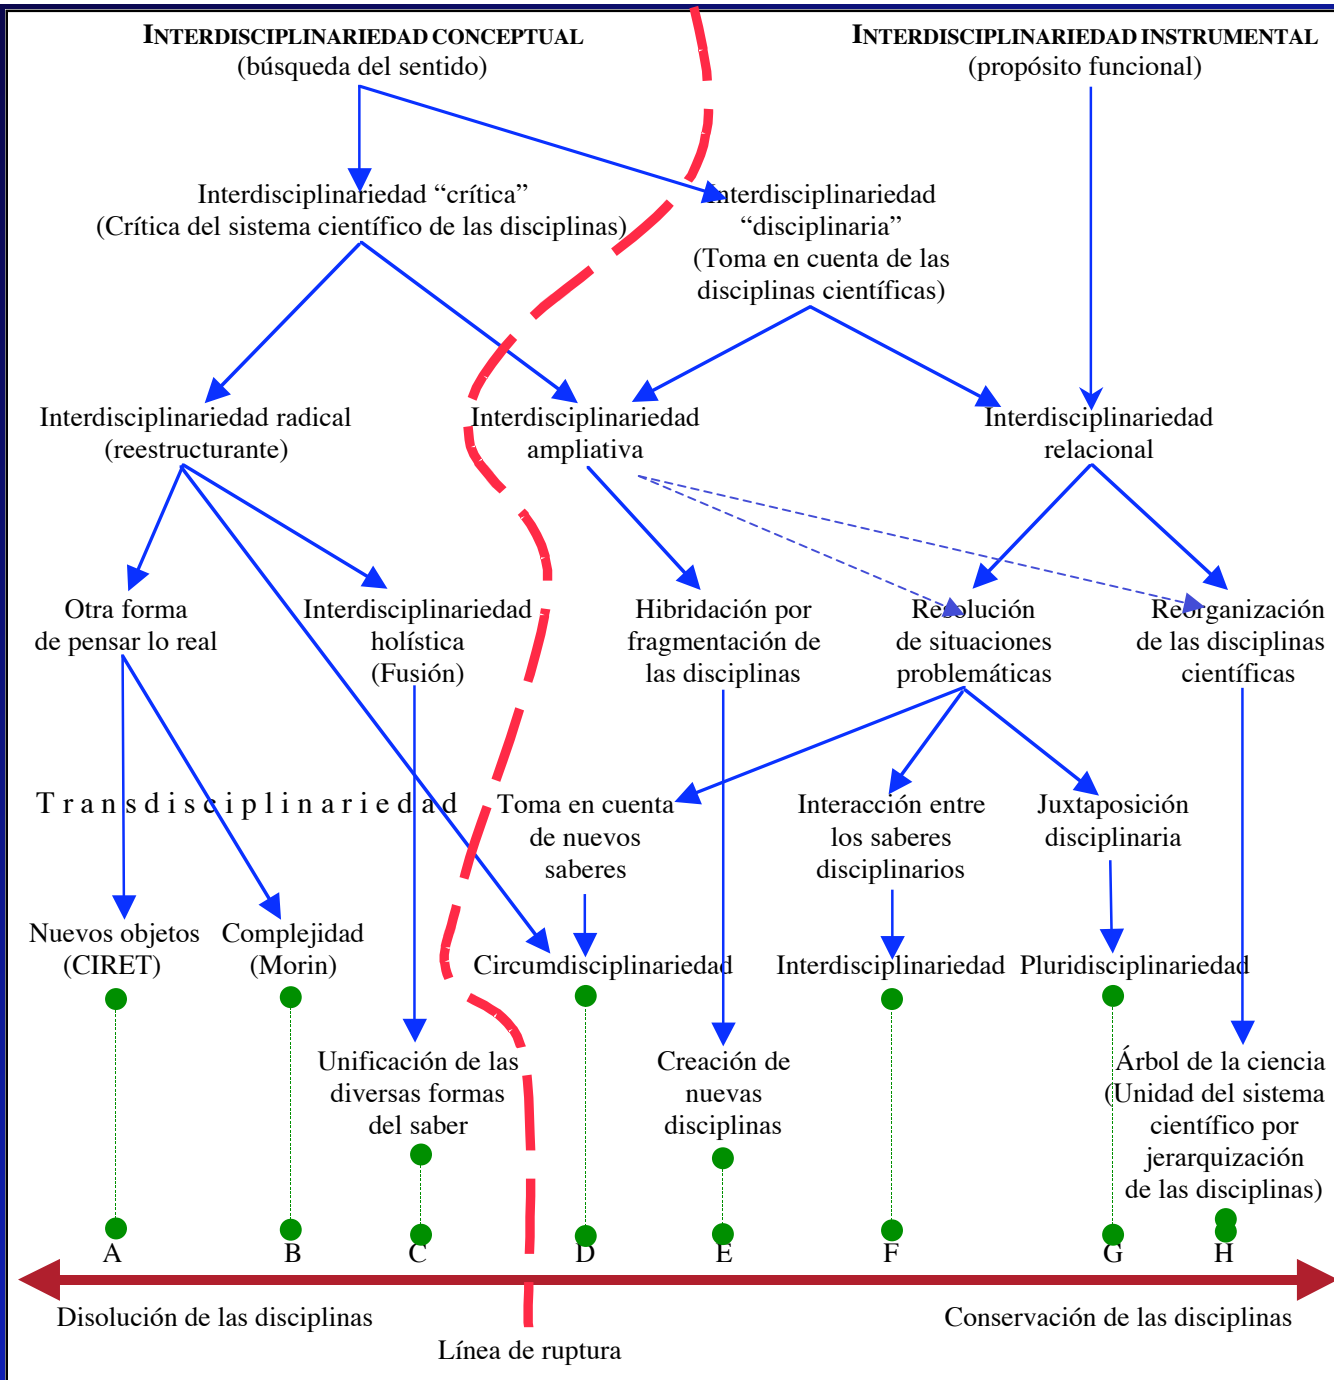 INTERDISCIPLINARIEDAD CONCEPTUAL
(búsqueda del sentido)
INTERDISCIPLINARIEDAD INSTRUMENTAL
(propósito funcional)
Interdisciplinariedad “crítica”
(Crítica del sistema científico de las disciplinas)
Interdisciplinariedad
“disciplinaria”
(Toma en cuenta de las
disciplinas científicas)
Interdisciplinariedad radical
(reestructurante)
Interdisciplinariedad
ampliativa
Interdisciplinariedad
relacional
Otra forma
de pensar lo real
Interdisciplinariedad
holística
(Fusión)
Hibridación por
fragmentación de
las disciplinas
Resolución
de situaciones
problemáticas
Reorganización
de las disciplinas
científicas
Transdisciplinariedad
Toma en cuenta
de nuevos
saberes
Interacción entre
los saberes
disciplinarios
Juxtaposición
disciplinaria
Nuevos objetos
(CIRET)
Complejidad
(Morin)
Circumdisciplinariedad
Interdisciplinariedad
Pluridisciplinariedad
Unificación de las
diversas formas
del saber
Creación de
nuevas
disciplinas
Árbol de la ciencia
(Unidad del sistema
científico por
jerarquización
de las disciplinas)
A B C D E F G H
Disolución de las disciplinas
Conservación de las disciplinas
Línea de ruptura